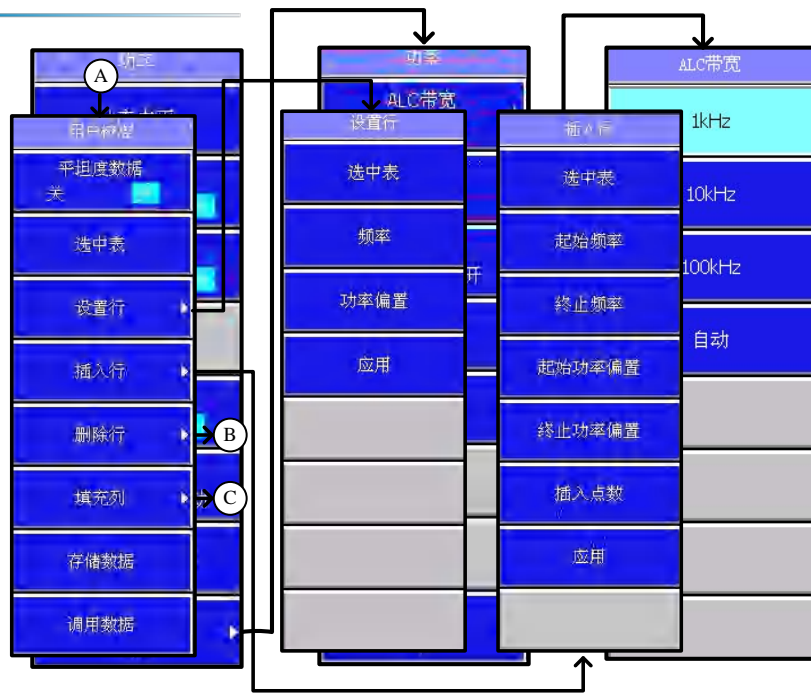 功率
A
用户平坦
平坦度数据
关
选中表
设置行
插入行
删除行
B
填充列
C
存储数据
调用数据
功率
ALC带宽
设置行
选中表
频率
开
功率偏置
应用
插入行
选中表
起始频率
终止频率
起始功率偏置
终止功率偏置
插入点数
应用
ALC带宽
1kHz
10kHz
100kHz
自动